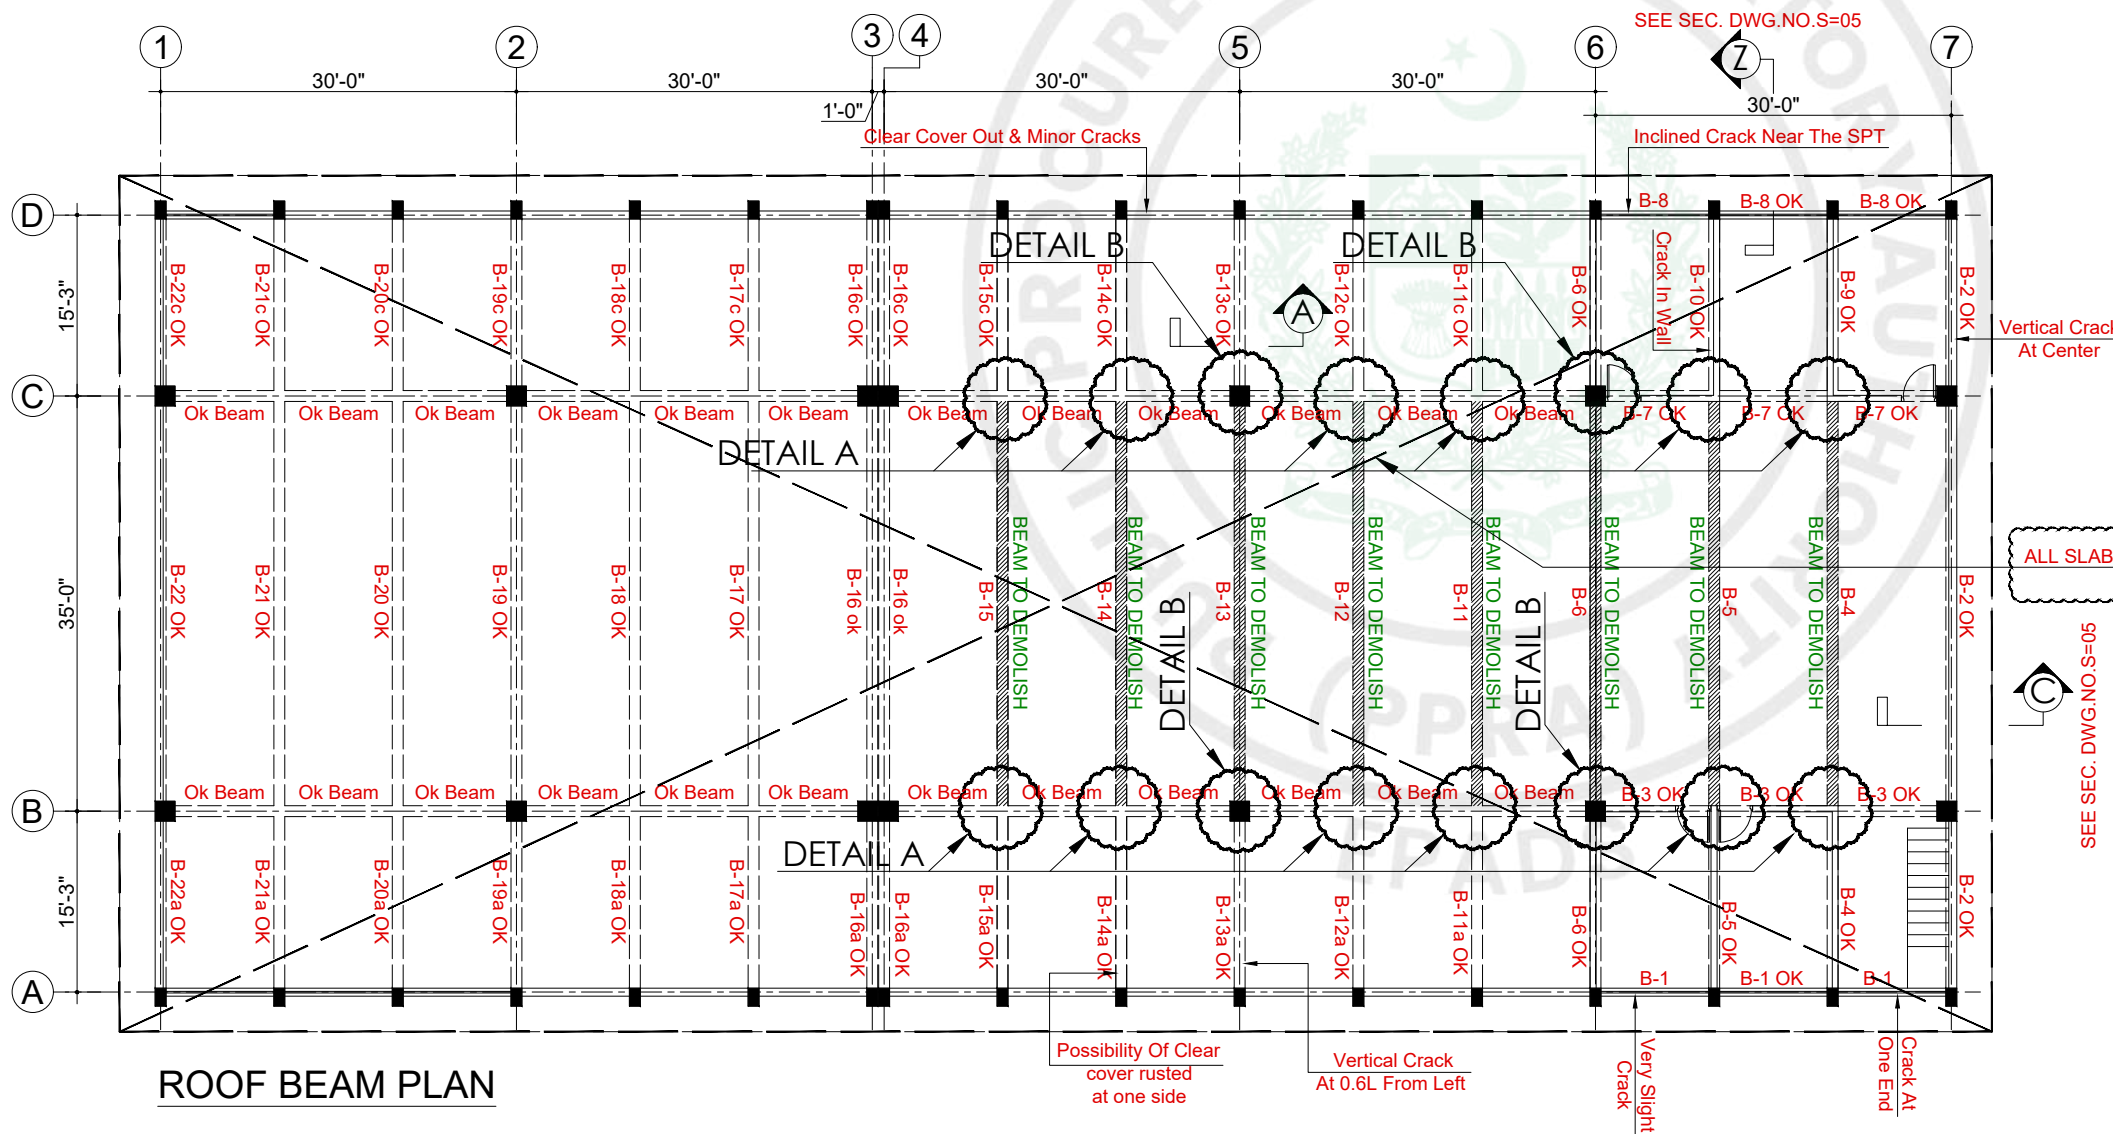 SEE SEC. DWG.NO.S=05
1
2
3
4
5
6
Z
7
30'-0"
30'-0"
30'-0"
30'-0"
30'-0"
1'-0"
Clear Cover Out & Minor Cracks
Inclined Crack Near The SPT
D
B-8
B-8 OK
B-8 OK
DETAIL B
DETAIL B
15'-3"
B-22c OK
B-21c OK
B-20c OK
B-19c OK
B-18c OK
B-17c OK
B-16c OK
B-16c OK
B-15c OK
B-14c OK
B-13c OK
B-12c OK
B-11c OK
B-6 OK
Crack In Wall
B-10 OK
B-9 OK
B-2 OK
A
Vertical Crack
At Center
C
Ok Beam
Ok Beam
Ok Beam
Ok Beam
Ok Beam
Ok Beam
Ok Beam
Ok Beam
Ok Beam
Ok Beam
Ok Beam
Ok Beam
B-7 OK
B-7 OK
B-7 OK
DETAIL A
35'-0"
B-22 OK
B-21 OK
B-20 OK
B-19 OK
B-18 OK
B-17 OK
B-16 ok
B-16 ok
B-15
BEAM TO DEMOLISH
B-14
BEAM TO DEMOLISH
B-13
BEAM TO DEMOLISH
B-12
BEAM TO DEMOLISH
B-11
BEAM TO DEMOLISH
B-6
BEAM TO DEMOLISH
BEAM TO DEMOLISH
B-5
BEAM TO DEMOLISH
B-4
B-2 OK
ALL SLAB
DETAIL B
DETAIL B
C
SEE SEC. DWG.NO.S=05
B
Ok Beam
Ok Beam
Ok Beam
Ok Beam
Ok Beam
Ok Beam
Ok Beam
Ok Beam
Ok Beam
Ok Beam
Ok Beam
Ok Beam
B-3 OK
B-3 OK
B-3 OK
DETAIL A
15'-3"
B-22a OK
B-21a OK
B-20a OK
B-19a OK
B-18a OK
B-17a OK
B-16a OK
B-16a OK
B-15a OK
B-14a OK
B-13a OK
B-12a OK
B-11a OK
B-6 OK
B-5 OK
B-4 OK
B-2 OK
A
B-1
B-1 OK
B-1
Possibility Of Clear
cover rusted
at one side
Vertical Crack
At 0.6L From Left
Very Slight
Crack
Crack At
One End
ROOF BEAM PLAN
(PPRA)
EPADS